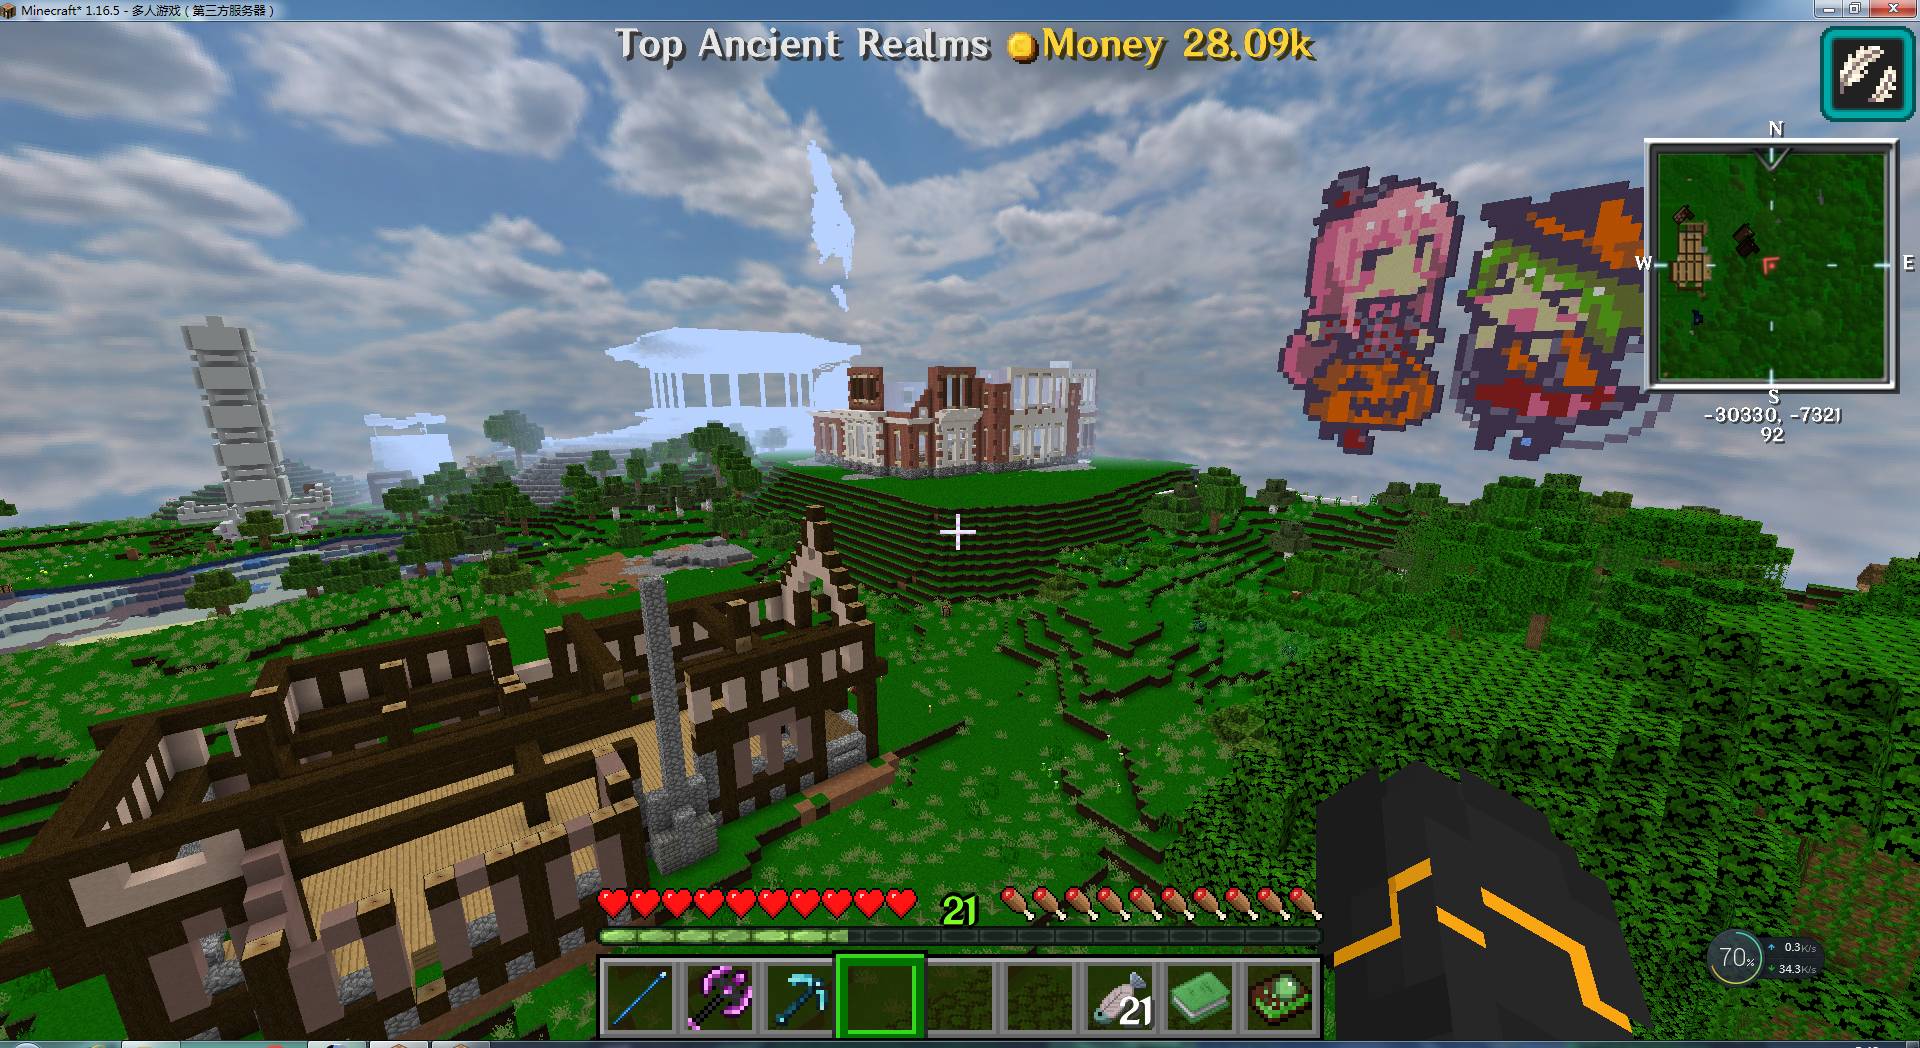 Minecraft* 1.16.5 - 多人游戏（第三方服务器）
Top Ancient Realms Money 28.09k
N
W
E
S
-30330, -7321
92
21
21
70%
0.3K/s
34.3K/s